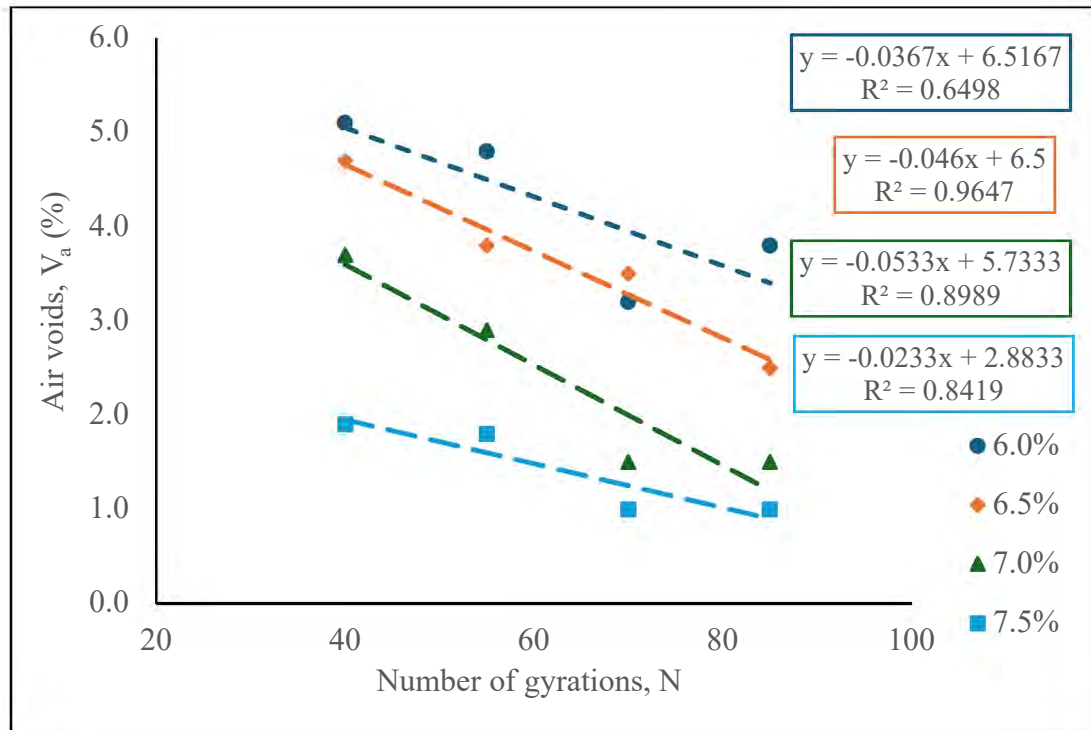 6.0
5.0
4.0
3.0
2.0
1.0
0.0
Air voids, Va (%)
20
40
60
80
100
Number of gyrations, N
y = -0.0367x + 6.5167
R² = 0.6498
y = -0.046x + 6.5
R² = 0.9647
y = -0.0533x + 5.7333
R² = 0.8989
y = -0.0233x + 2.8833
R² = 0.8419
6.0%
6.5%
7.0%
7.5%